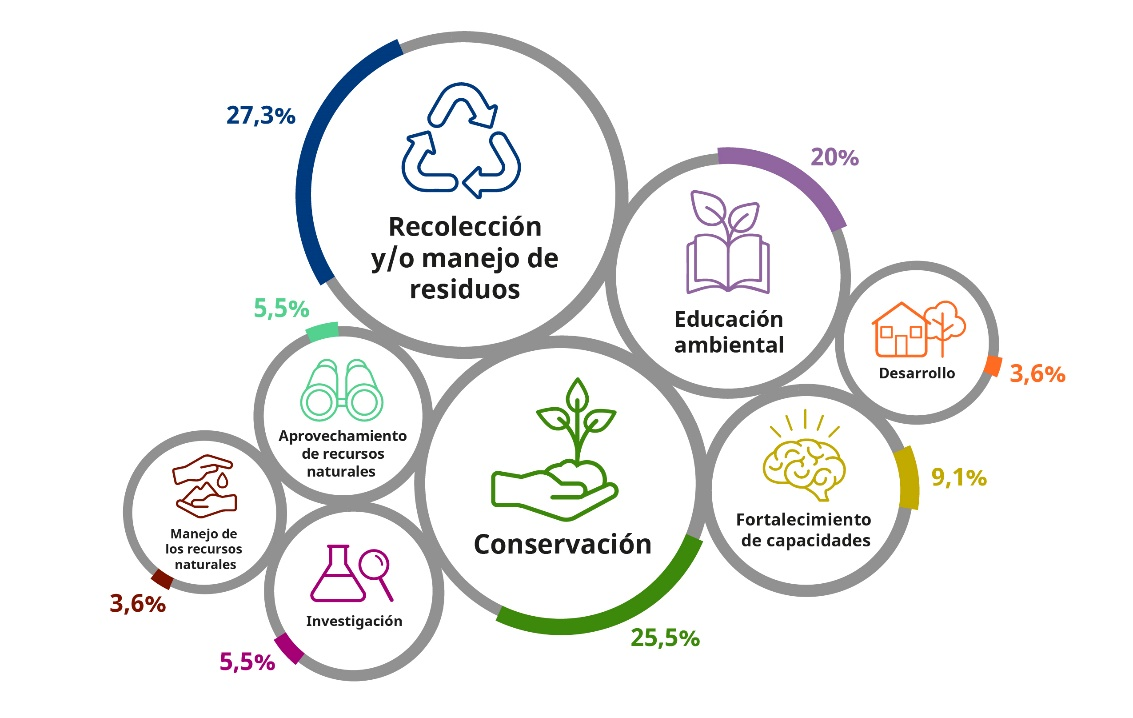 27,3%
Recolección
y/o manejo de
residuos
20%
Educación
ambiental
5,5%
Aprovechamiento
de recursos
naturales
Desarrollo
3,6%
Conservación
25,5%
Fortalecimiento
de capacidades
9,1%
Manejo de
los recursos
naturales
3,6%
Investigación
5,5%